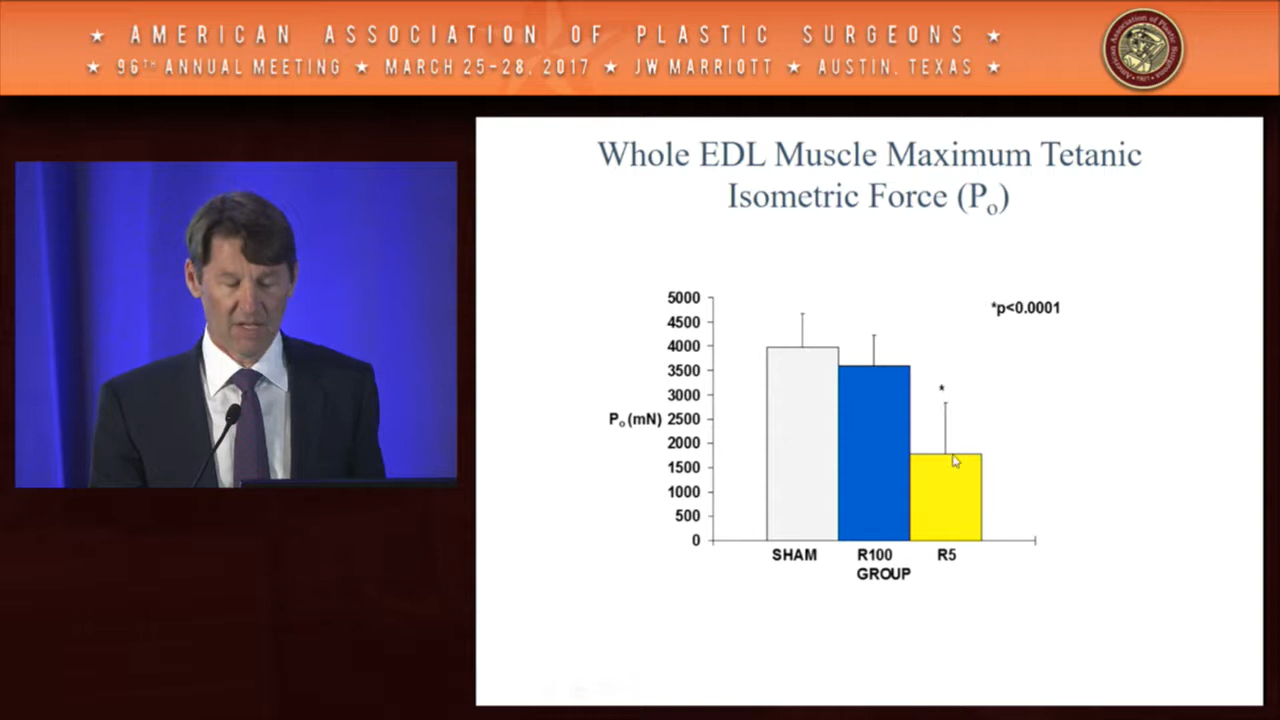 ★ AMERICAN ASSOCIATION OF PLASTIC SURGEONS ★
★ 96TH ANNUAL MEETING ★ MARCH 25-28, 2017 ★ JW MARRIOTT ★ AUSTIN, TEXAS ★
Whole EDL Muscle Maximum Tetanic
Isometric Force (Po)
*p<0.0001
Po (mN)
5000
4500
4000
3500
3000
2500
2000
1500
1000
500
0
*
SHAM R100 R5
GROUP